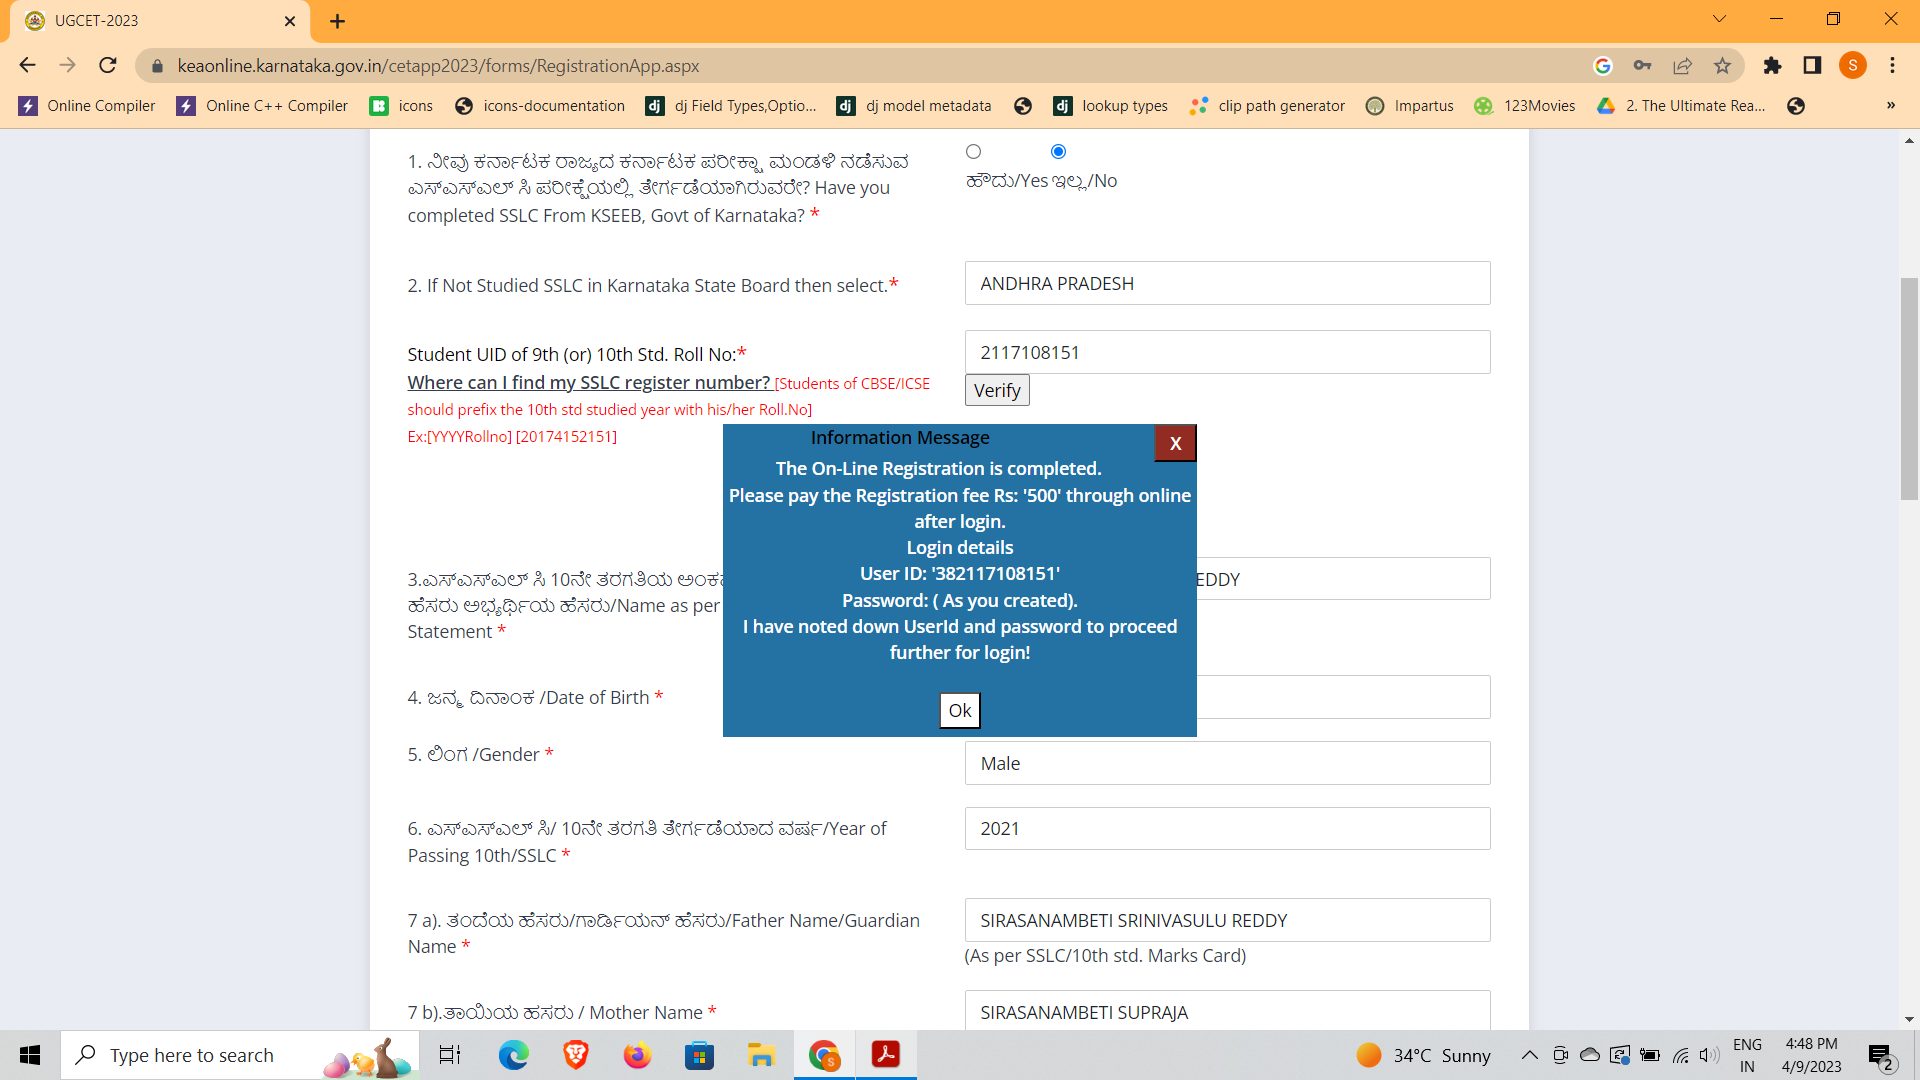 UGCET-2023
keaonline.karnataka.gov.in/cetapp2023/forms/RegistrationApp.aspx
S
Online Compiler
Online C++ Compiler
icons
icons-documentation
dj Field Types,Optio...
dj model metadata
lookup types
clip path generator
Impartus
123Movies
2. The Ultimate Rea...
»
1. ನೀವು ಕರ್ನಾಟಕ ರಾಜ್ಯದ ಕರ್ನಾಟಕ ಪರೀಕ್ಷಾ ಮಂಡಳಿ ನಡೆಸುವ
ಎಸ್ಎಸ್ಎಲ್ ಸಿ ಪರೀಕ್ಷೆಯಲ್ಲಿ ತೇರ್ಗಡೆಯಾಗಿರುವರೇ? Have you
completed SSLC From KSEEB, Govt of Karnataka? *
ಹೌದು/Yes ಇಲ್ಲ/No
2. If Not Studied SSLC in Karnataka State Board then select.*
ANDHRA PRADESH
Student UID of 9th (or) 10th Std. Roll No:*
2117108151
Where can I find my SSLC register number? [Students of CBSE/ICSE
should prefix the 10th std studied year with his/her Roll.No]
Ex:[YYYYRollno] [20174152151]
Verify
Information Message
X
The On-Line Registration is completed.
Please pay the Registration fee Rs: '500' through online
after login.
Login details
User ID: '382117108151'
Password: ( As you created).
I have noted down UserId and password to proceed
further for login!
Ok
3.ಎಸ್ಎಸ್ಎಲ್ ಸಿ 10ನೇ ತರಗತಿಯ
ಹೆಸರು ಅಭ್ಯರ್ಥಿಯ ಹೆಸರು/Name as per
Statement *
EDDY
4. ಜನ್ಮ ದಿನಾಂಕ /Date of Birth *
5. ಲಿಂಗ /Gender *
Male
6. ಎಸ್ಎಸ್ಎಲ್ ಸಿ/ 10ನೇ ತರಗತಿ ತೇರ್ಗಡೆಯಾದ ವರ್ಷ/Year of
Passing 10th/SSLC *
2021
7 a). ತಂದೆಯ ಹೆಸರು/ಗಾರ್ಡಿಯನ್ ಹೆಸರು/Father Name/Guardian
Name *
SIRASANAMBETI SRINIVASULU REDDY
(As per SSLC/10th std. Marks Card)
7 b).ತಾಯಿಯ ಹಸರು / Mother Name *
SIRASANAMBETI SUPRAJA
Type here to search
34°C Sunny
ENG
IN
4:48 PM
4/9/2023
2